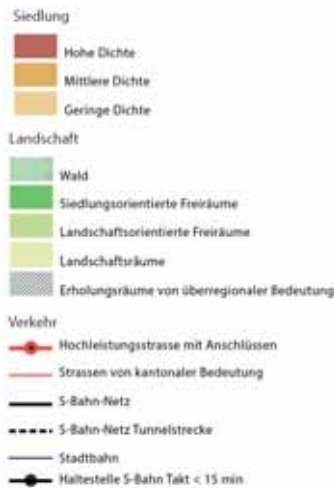 Siedlung
Hohe Dichte
Mittlere Dichte
Geringe Dichte
Landschaft
Wald
Siedlungsorientierte Freiräume
Landschaftsorientierte Freiräume
Landschaftsräume
Erholungsräume von überregionaler Bedeutung
Verkehr
Hochleistungsstrasse mit Anschlüssen
Strassen von kantonaler Bedeutung
S-Bahn-Netz
S-Bahn-Netz Tunnelstrecke
Stadtbahn
Haltestelle S-Bahn Takt < 15 min